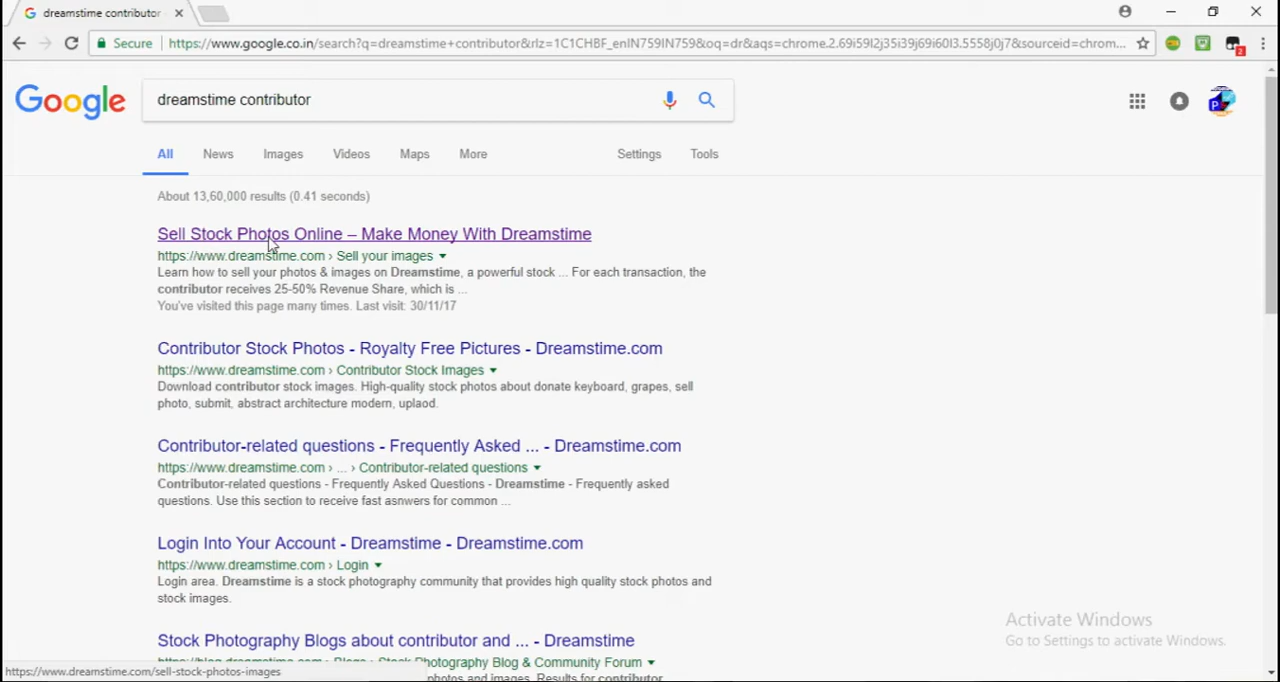 dreamstime contributor
Secure
https://www.google.co.in/search?q=dreamstime+contributor&rlz=1C1CHBF_enIN759IN759&oq=dr&aqs=chrome.2.69i59l2j35i39j69i60l3.5558j0j7&sourceid=chrom...
2
Google
dreamstime contributor
P
All News Images Videos Maps More Settings Tools
About 13,60,000 results (0.41 seconds)
Sell Stock Photos Online – Make Money With Dreamstime
https://www.dreamstime.com › Sell your images
Learn how to sell your photos & images on Dreamstime, a powerful stock ... For each transaction, the
contributor receives 25-50% Revenue Share, which is ...
You've visited this page many times. Last visit: 30/11/17
Contributor Stock Photos - Royalty Free Pictures - Dreamstime.com
https://www.dreamstime.com › Contributor Stock Images
Download contributor stock images. High-quality stock photos about donate keyboard, grapes, sell
photo, submit, abstract architecture modern, uplaod.
Contributor-related questions - Frequently Asked ... - Dreamstime.com
https://www.dreamstime.com › ... › Contributor-related questions
Contributor-related questions - Frequently Asked Questions - Dreamstime - Frequently asked
questions. Use this section to receive fast asnwers for common ...
Login Into Your Account - Dreamstime - Dreamstime.com
https://www.dreamstime.com › Login
Login area. Dreamstime is a stock photography community that provides high quality stock photos and
stock images.
Activate Windows
Go to Settings to activate Windows.
Stock Photography Blogs about contributor and ... - Dreamstime
https://blog.dreamstime.com › Blogs › Stock Photography Blog & Community Forum
https://www.dreamstime.com/sell-stock-photos-images
photos and images. Results for contributor